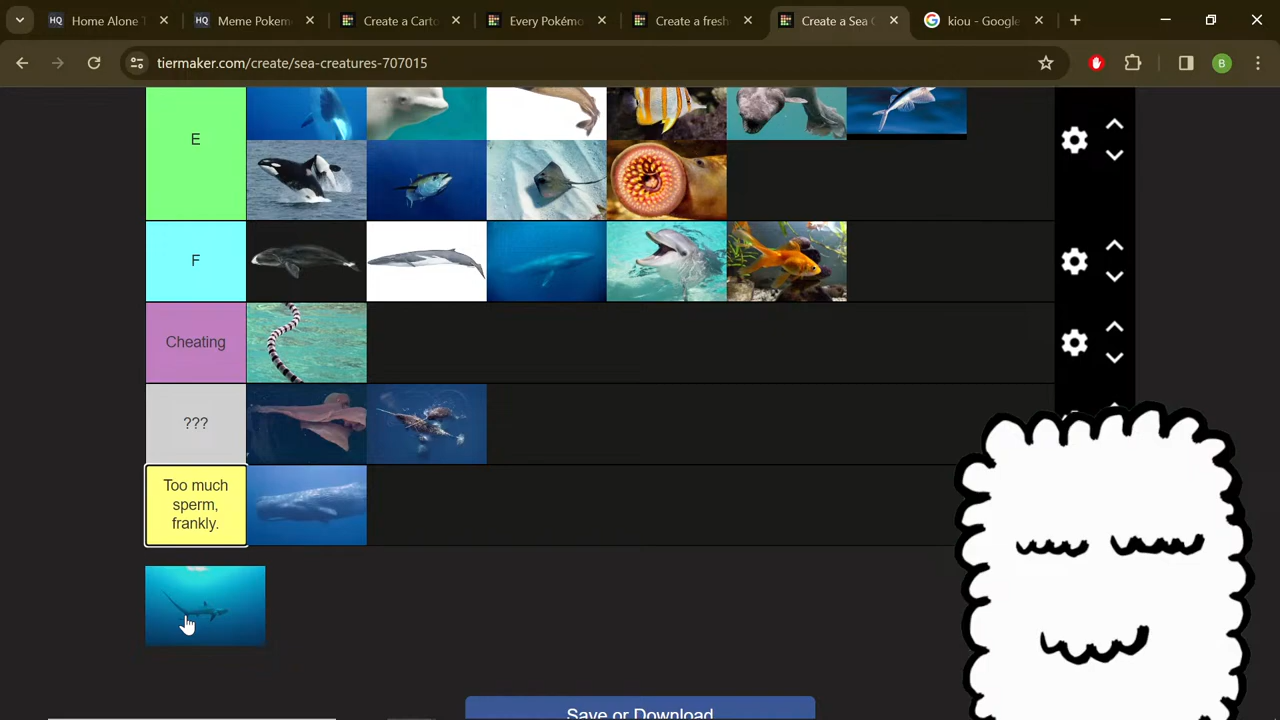 Home Alone T
Meme Pokem
Create a Carto
Every Pokémo
Create a fresh
Create a Sea C
kiou - Google
tiermaker.com/create/sea-creatures-707015
B
E
F
Cheating
???
Too much
sperm,
frankly.
Save or Download